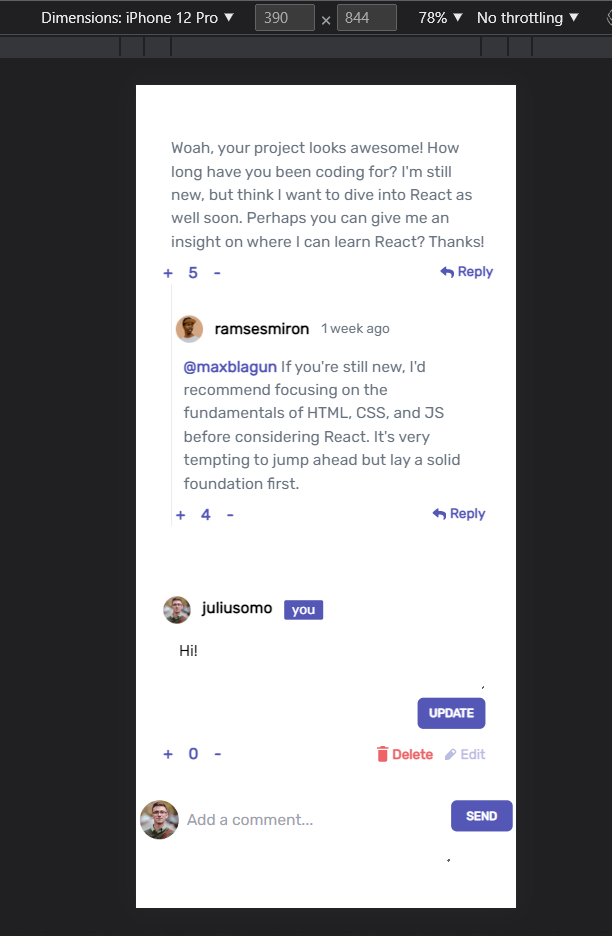 Dimensions: iPhone 12 Pro ▼ 390 × 844 78% ▼ No throttling ▼
Woah, your project looks awesome! How
long have you been coding for? I'm still
new, but think I want to dive into React as
well soon. Perhaps you can give me an
insight on where I can learn React? Thanks!
+ 5 - Reply
ramsesmiron 1 week ago
@maxblagun If you're still new, I'd
recommend focusing on the
fundamentals of HTML, CSS, and JS
before considering React. It's very
tempting to jump ahead but lay a solid
foundation first.
+ 4 - Reply
juliusomo you
Hi!
UPDATE
+ 0 - Delete Edit
Add a comment... SEND